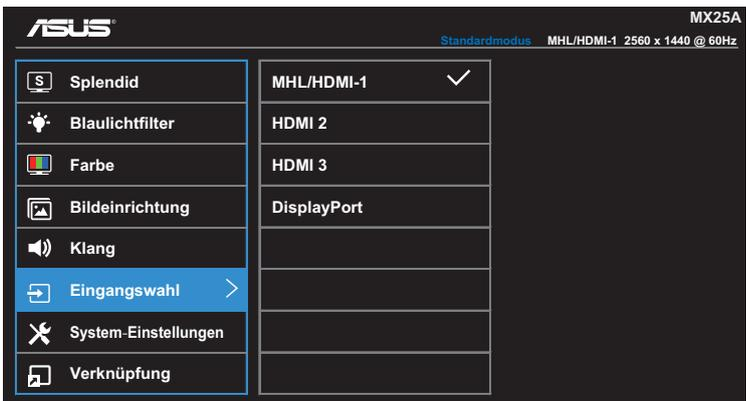 ASUS
MX25A
Standardmodus MHL/HDMI-1 2560 x 1440 @ 60Hz
S Splendid
Blaulichtfilter
Farbe
Bildeinrichtung
Klang
Eingangswahl
System-Einstellungen
Verknüpfung
MHL/HDMI-1
HDMI 2
HDMI 3
DisplayPort